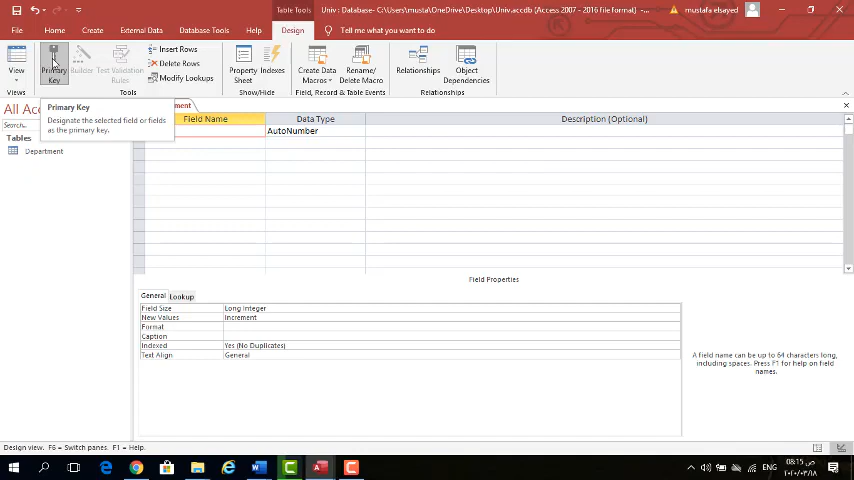 Table Tools
Univ : Database- C:\Users\musta\OneDrive\Desktop\Univ.accdb (Access 2007 - 2016 file format) -...
mustafa elsayed
File Home Create External Data Database Tools Help Design Tell me what you want to do
View
Primary Key
Builder
Test Validation Rules
Insert Rows
Delete Rows
Modify Lookups
Property Sheet
Indexes
Create Data Macros
Rename/ Delete Macro
Relationships
Object Dependencies
Views Tools Show/Hide Field, Record & Table Events Relationships
All Ac
Search...
Tables
Department
Primary Key
Designate the selected field or fields
as the primary key.
ment
Field Name Data Type Description (Optional)
AutoNumber
Field Properties
General Lookup
Field Size Long Integer
New Values Increment
Format
Caption
Indexed Yes (No Duplicates)
Text Align General
A field name can be up to 64 characters long,
including spaces. Press F1 for help on field
names.
Design view. F6 = Switch panes. F1 = Help.
ENG
08:15 ص
٢٠٢٠/٠٣/١٨